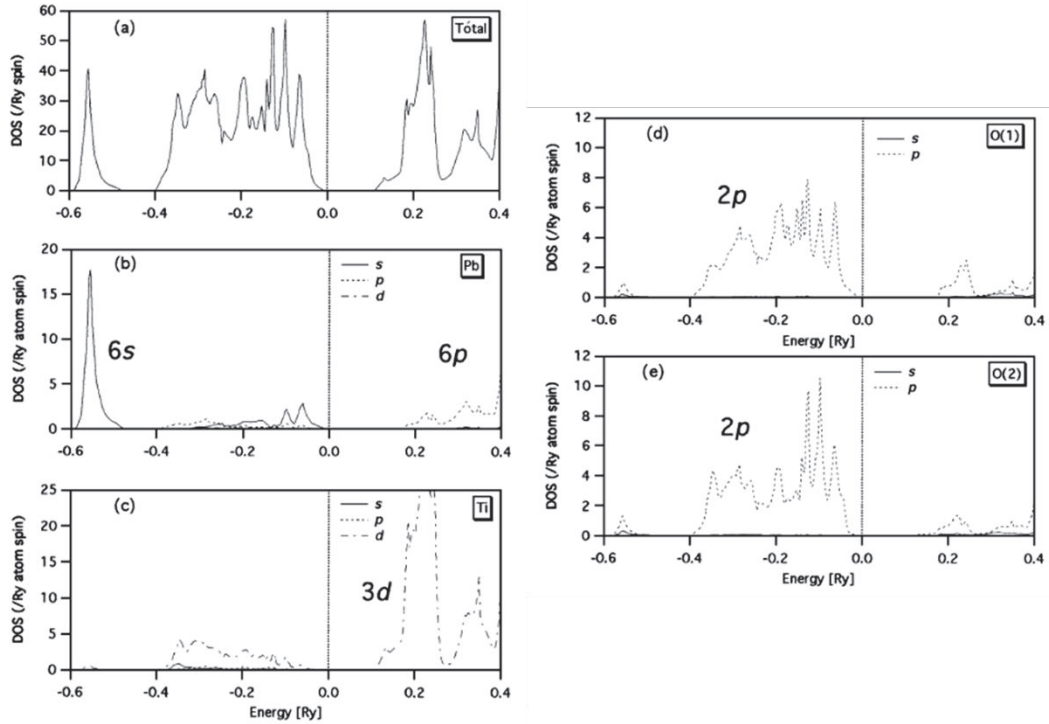 (a)
Total
DOS (/Ry spin)
60
50
40
30
20
10
0
-0.6
-0.4
-0.2
0.0
0.2
0.4
(b)
s
p
d
Pb
6s
6p
DOS (/Ry atom spin)
20
15
10
5
0
-0.6
-0.4
-0.2
0.0
0.2
0.4
(c)
s
p
d
Ti
3d
DOS (/Ry atom spin)
25
20
15
10
5
0
-0.6
-0.4
-0.2
0.0
0.2
0.4
Energy [Ry]
(d)
s
p
O(1)
2p
DOS (/Ry atom spin)
12
10
8
6
4
2
0
-0.6
-0.4
-0.2
0.0
0.2
0.4
Energy [Ry]
(e)
s
p
O(2)
2p
DOS (/Ry atom spin)
12
10
8
6
4
2
0
-0.6
-0.4
-0.2
0.0
0.2
0.4
Energy [Ry]